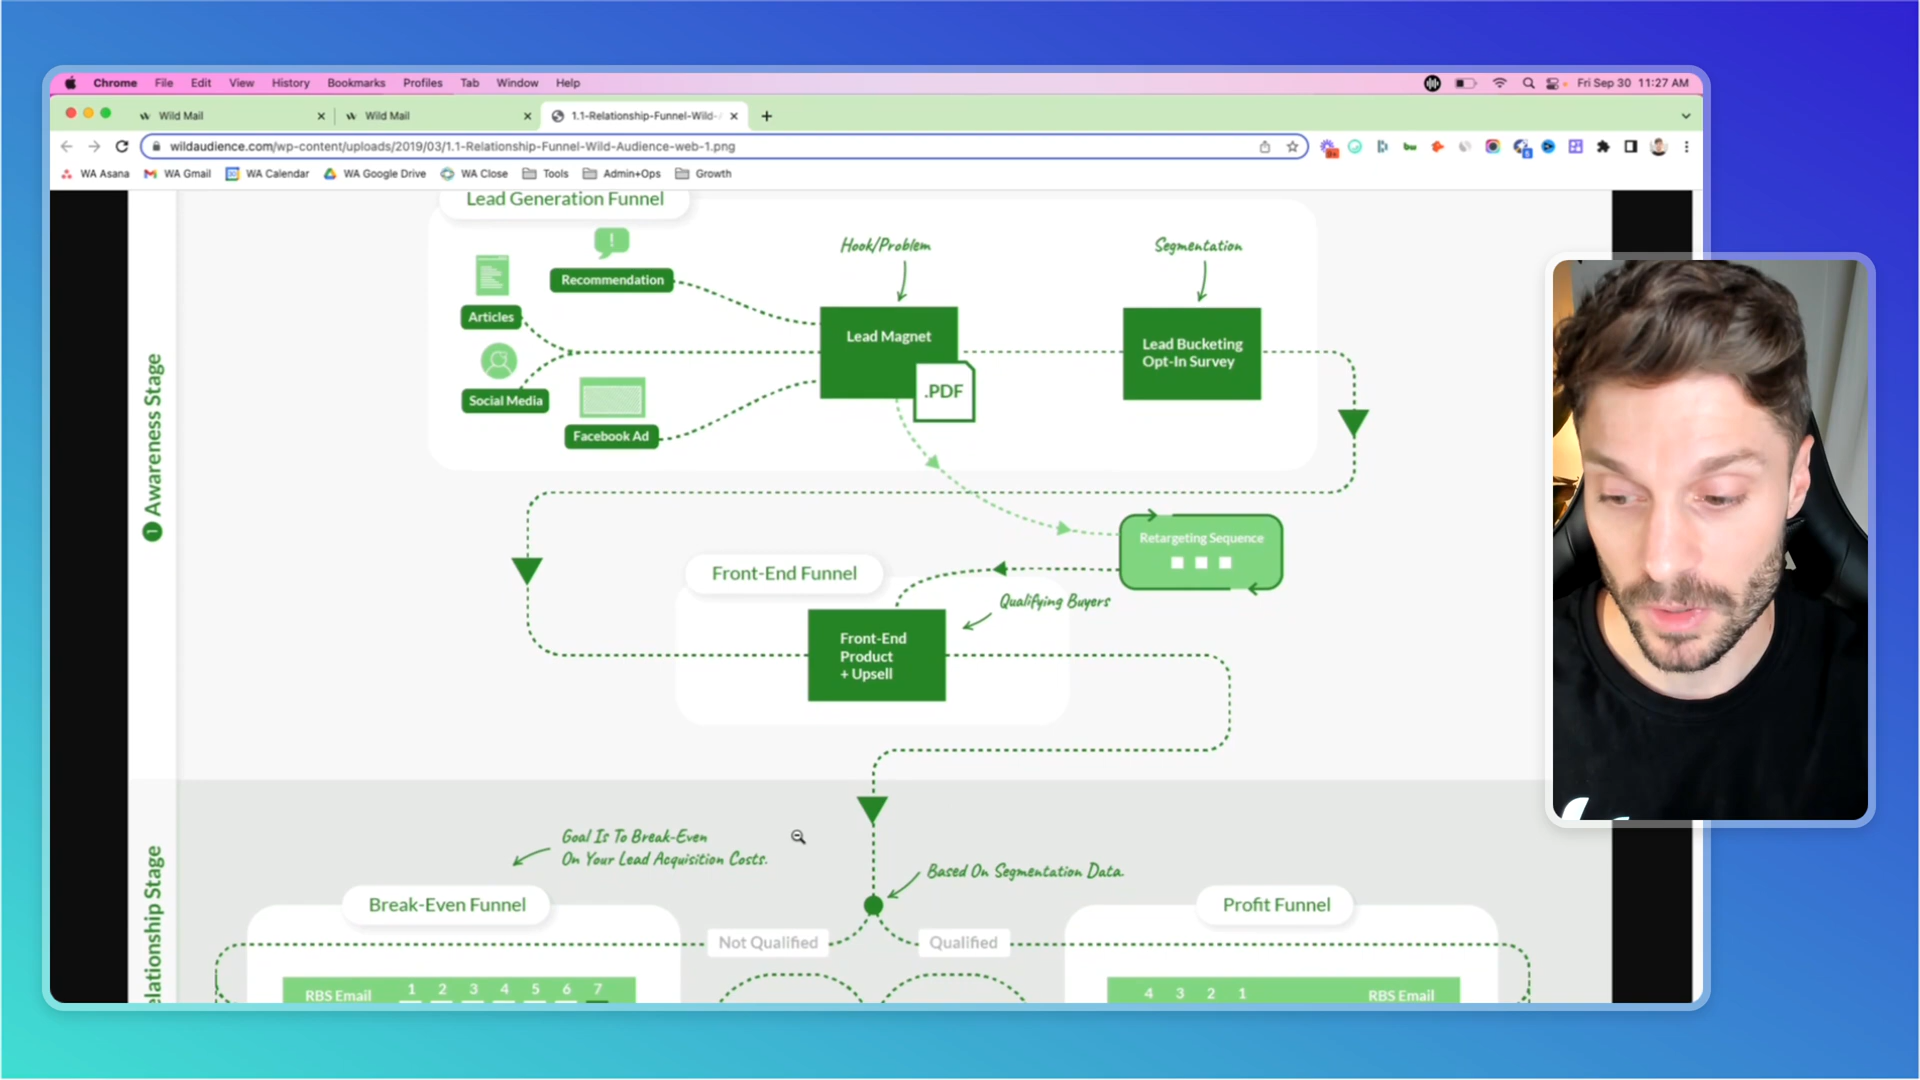 Chrome File Edit View History Bookmarks Profiles Tab Window Help Fri Sep 30 11:27 AM
Wild Mail
Wild Mail
1.1-Relationship-Funnel-Wild-
wildaudience.com/wp-content/uploads/2019/03/1.1-Relationship-Funnel-Wild-Audience-web-1.png
WA Asana WA Gmail WA Calendar WA Google Drive WA Close Tools Admin+Ops Growth
Lead Generation Funnel
Hook/Problem
Segmentation
Recommendation
Articles
Social Media
Facebook Ad
Lead Magnet
.PDF
Lead Bucketing
Opt-In Survey
1 Awareness Stage
Retargeting Sequence
Front-End Funnel
Qualifying Buyers
Front-End
Product
+ Upsell
Goal Is To Break-Even
On Your Lead Acquisition Costs.
Based On Segmentation Data.
Break-Even Funnel
Profit Funnel
Not Qualified
Qualified
elationship Stage
RBS Email 1 2 3 4 5 6 7
4 3 2 1 RBS Email